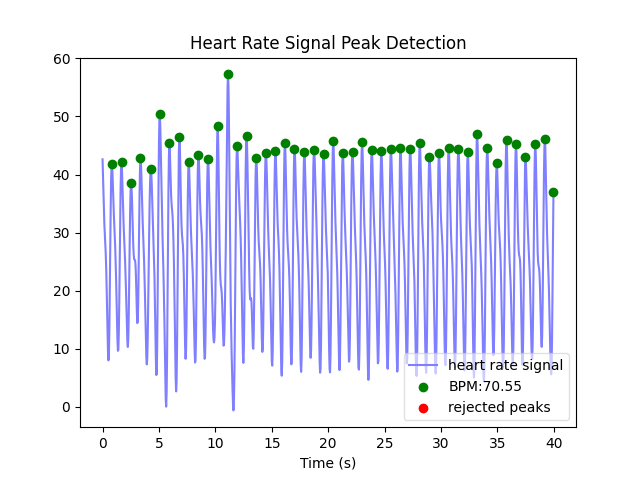 Heart Rate Signal Peak Detection
60
50
40
30
20
10
0
heart rate signal
BPM:70.55
rejected peaks
0 5 10 15 20 25 30 35 40
Time (s)